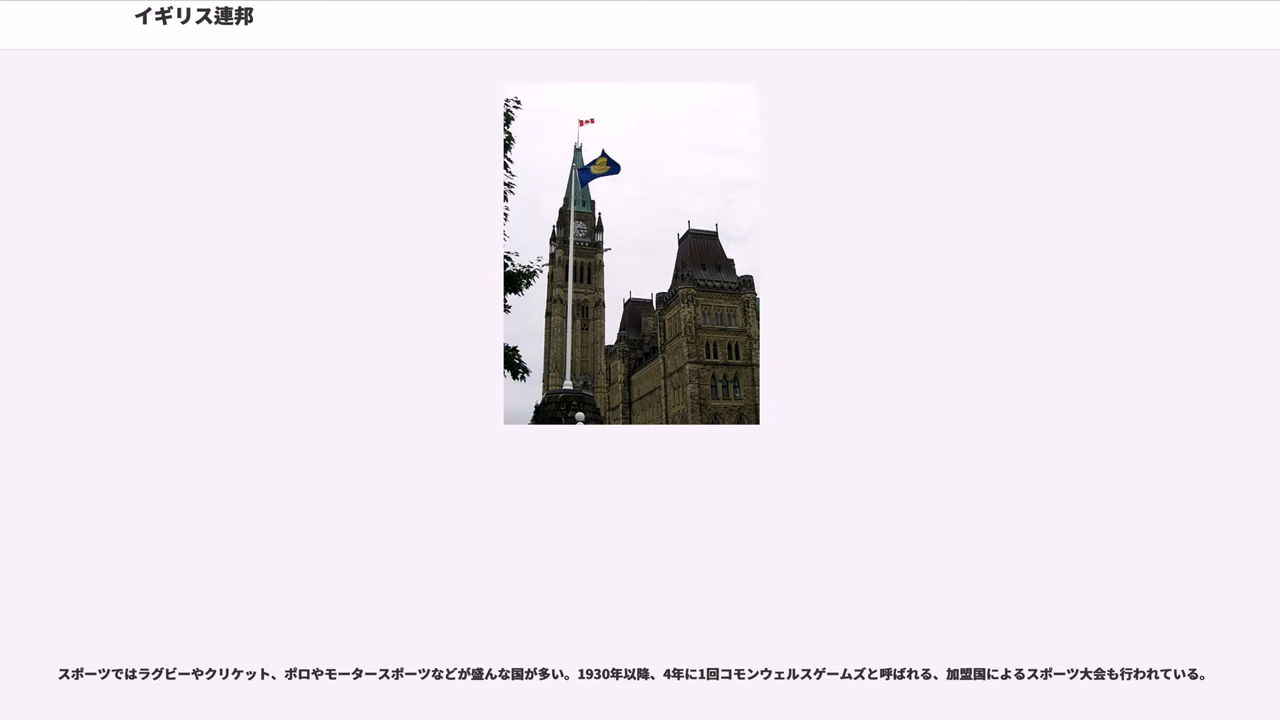 イギリス連邦
スポーツではラグビーやクリケット、ポロやモータースポーツなどが盛んな国が多い。1930年以降、4年に1回コモンウェルスゲームズと呼ばれる、加盟国によるスポーツ大会も行われている。